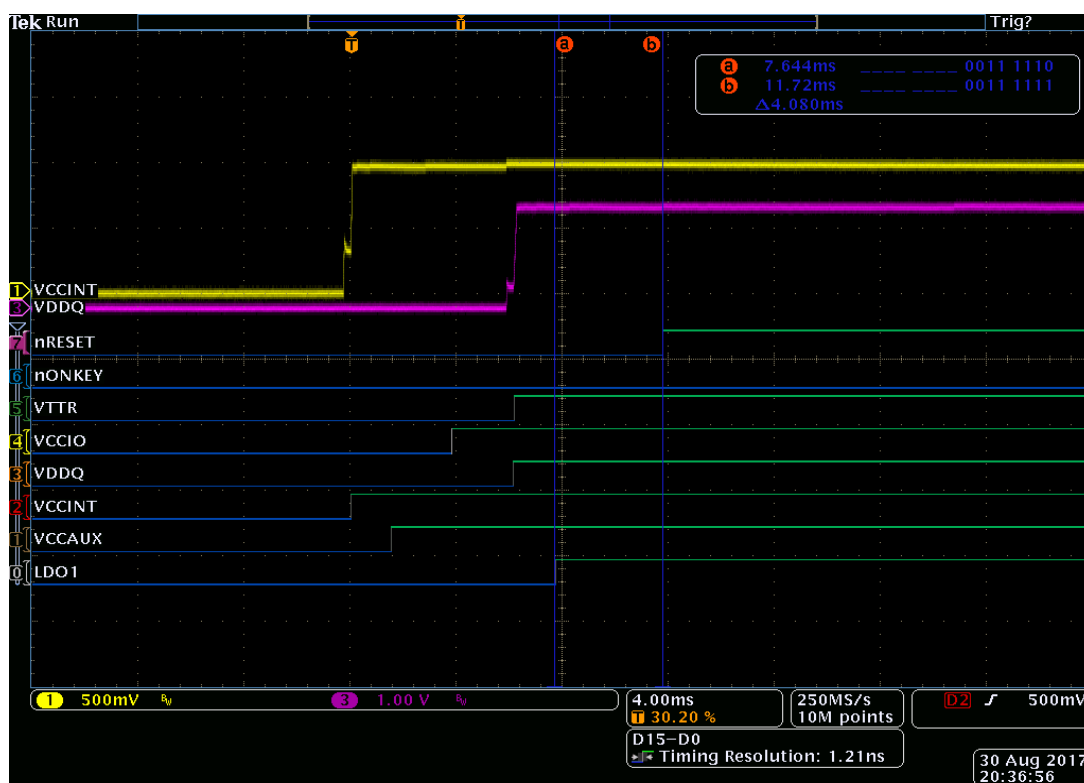 Tek Run Trig?
T
T a b
a 7.644ms ____ ____ 0011 1110
b 11.72ms ____ ____ 0011 1111
Δ4.080ms
1 VCCINT
3 VDDQ
7 nRESET
6 nONKEY
5 VTTR
4 VCCIO
3 VDDQ
2 VCCINT
1 VCCAUX
0 LDO1
1 500mV BW 3 1.00 V BW 4.00ms 250MS/s D2 500mV
T 30.20 % 10M points
D15-D0
Timing Resolution: 1.21ns
30 Aug 2017
20:36:56